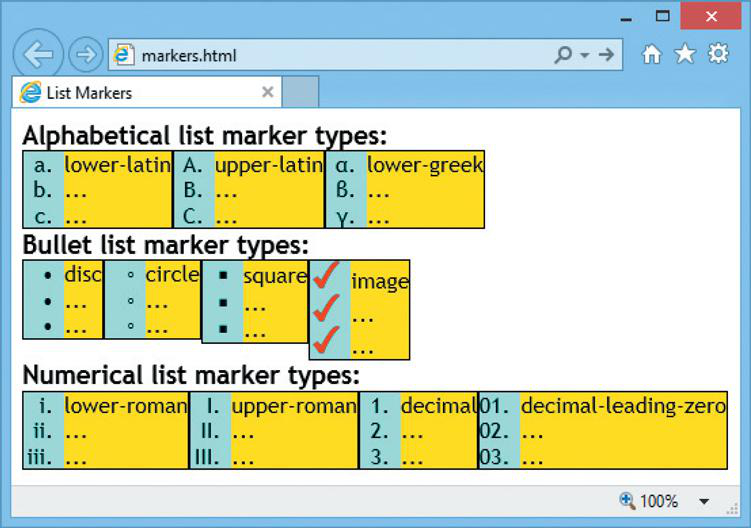 markers.html
List Markers
Alphabetical list marker types:
a. lower-latin A. upper-latin α. lower-greek
b. ... B. ... β. ...
c. ... C. ... γ. ...
Bullet list marker types:
• disc ◦ circle ▪ square image
• ... ◦ ... ▪ ... ...
• ... ◦ ... ▪ ... ...
Numerical list marker types:
i. lower-roman I. upper-roman 1. decimal 01. decimal-leading-zero
ii. ... II. ... 2. ... 02. ...
iii. ... III. ... 3. ... 03. ...
100%